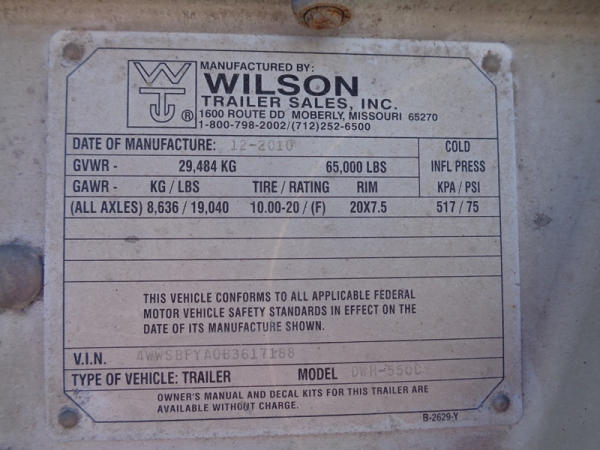 MANUFACTURED BY:
WILSON
TRAILER SALES, INC.
1600 ROUTE DD MOBERLY, MISSOURI 65270
1-800-798-2002/(712)252-6500
WT ®
DATE OF MANUFACTURE: 12-2010 COLD
GVWR - 29,484 KG 65,000 LBS INFL PRESS
GAWR - KG / LBS TIRE / RATING RIM KPA / PSI
(ALL AXLES) 8,636 / 19,040 10.00-20 / (F) 20X7.5 517 / 75
THIS VEHICLE CONFORMS TO ALL APPLICABLE FEDERAL
MOTOR VEHICLE SAFETY STANDARDS IN EFFECT ON THE
DATE OF ITS MANUFACTURE SHOWN.
V.I.N. 4WWSBFYA0B3617188
TYPE OF VEHICLE: TRAILER MODEL DWH-550C
OWNER'S MANUAL AND DECAL KITS FOR THIS TRAILER ARE
AVAILABLE WITHOUT CHARGE.
B-2629-Y